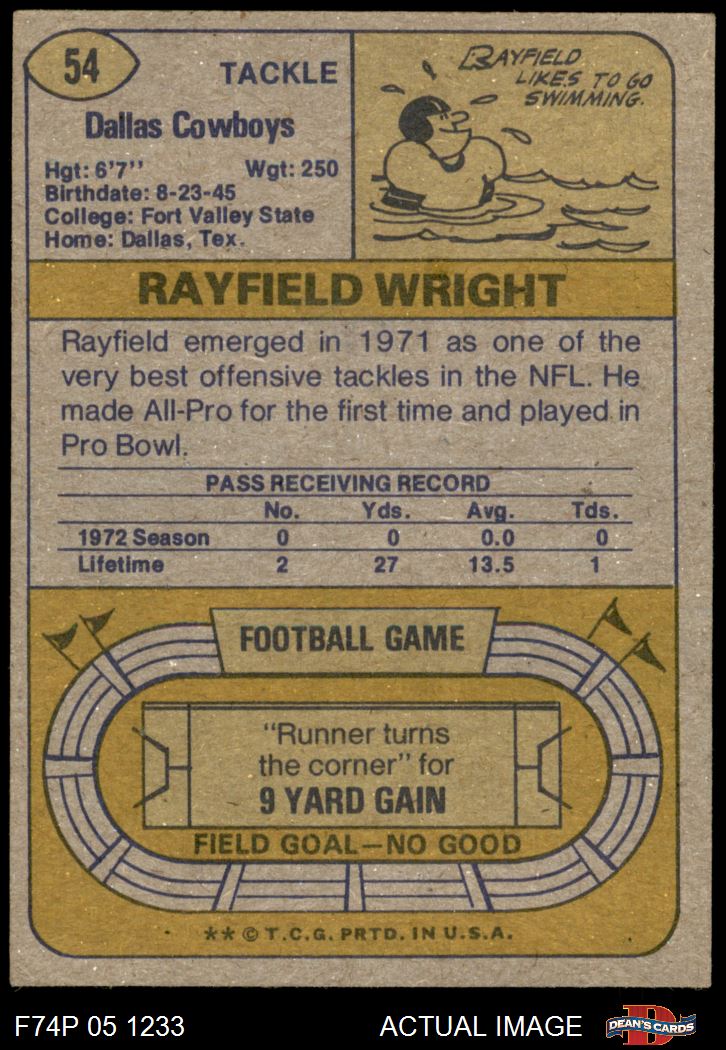 54
TACKLE
Dallas Cowboys
Hgt: 6'7'' Wgt: 250
Birthdate: 8-23-45
College: Fort Valley State
Home: Dallas, Tex.
RAYFIELD
LIKES TO GO
SWIMMING.
RAYFIELD WRIGHT
Rayfield emerged in 1971 as one of the
very best offensive tackles in the NFL. He
made All-Pro for the first time and played in
Pro Bowl.
PASS RECEIVING RECORD
No. Yds. Avg. Tds.
1972 Season 0 0 0.0 0
Lifetime 2 27 13.5 1
FOOTBALL GAME
"Runner turns
the corner" for
9 YARD GAIN
FIELD GOAL—NO GOOD
** © T.C.G. PRTD. IN U.S.A.
F74P 05 1233 ACTUAL IMAGE
D
DEAN'S CARDS